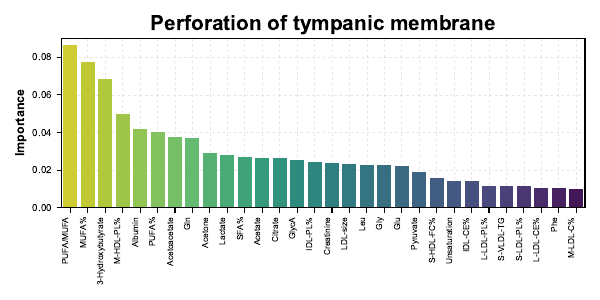 Perforation of tympanic membrane
Importance
0.08
0.06
0.04
0.02
0.00
PUFA/MUFA
MUFA%
3-Hydroxybutyrate
M-HDL-PL%
Albumin
PUFA%
Acetoacetate
Gln
Acetone
Lactate
SFA%
Acetate
Citrate
GlycA
IDL-PL%
Creatinine
LDL-size
Leu
Gly
Glu
Pyruvate
S-HDL-FC%
Unsaturation
IDL-CE%
L-LDL-PL%
S-VLDL-TG
S-LDL-PL%
L-LDL-CE%
Phe
M-LDL-C%